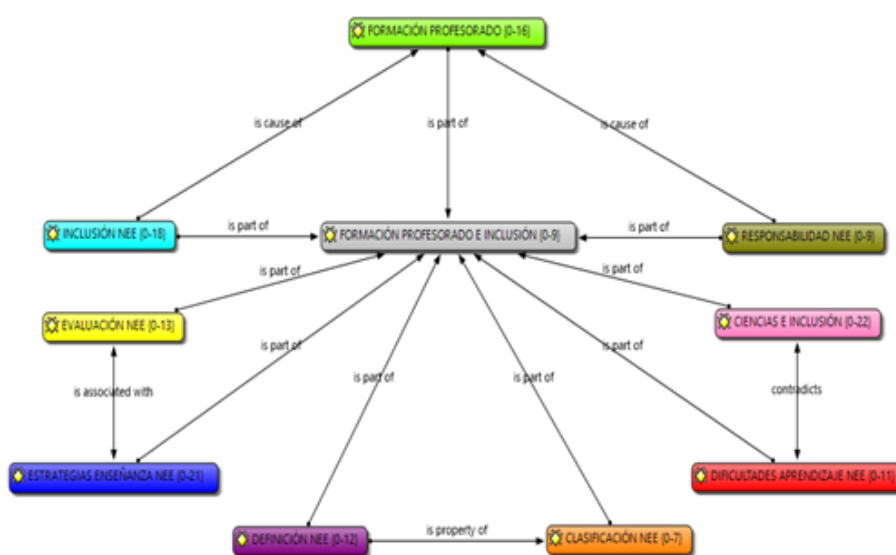 FORMACIÓN PROFESORADO {0-16}
is cause of
is part of
is cause of
INCLUSIÓN NEE {0-18}
is part of
FORMACIÓN PROFESORADO E INCLUSIÓN {0-9}
is part of
RESPONSABILIDAD NEE {0-9}
is part of
is part of
EVALUACIÓN NEE {0-13}
CIENCIAS E INCLUSIÓN {0-22}
is part of
is part of
is part of
is part of
is associated with
contradicts
ESTRATEGIAS ENSEÑANZA NEE {0-21}
DIFICULTADES APRENDIZAJE NEE {0-11}
DEFINICIÓN NEE {0-12}
is property of
CLASIFICACIÓN NEE {0-7}